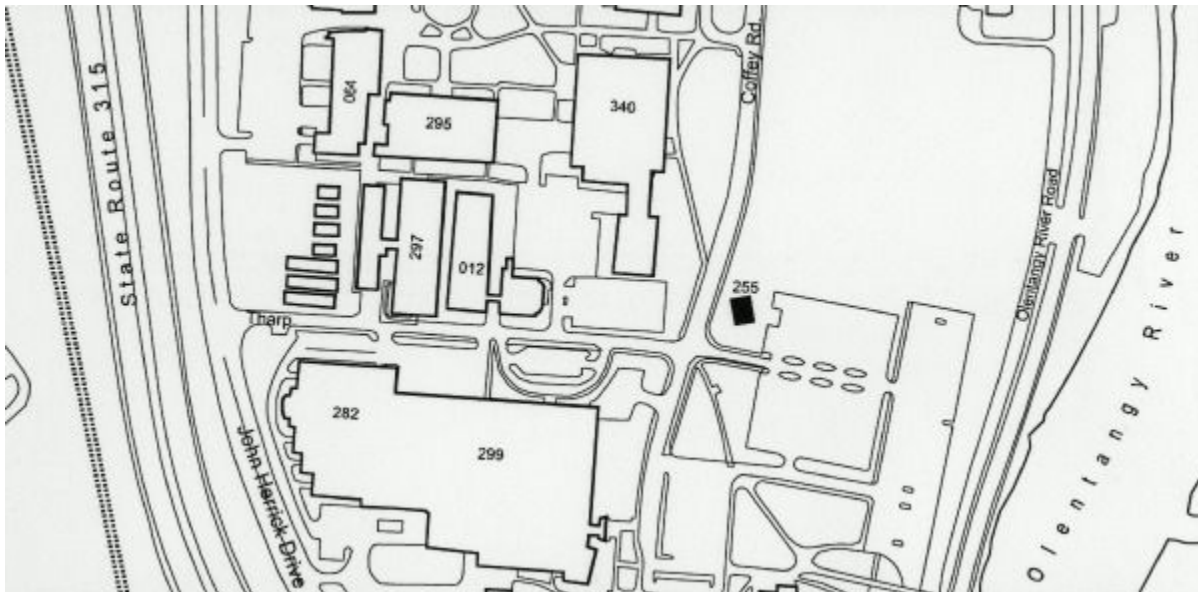 Coffey Rd
State Route 315
064
295
340
Olentangy River Road
297
012
255
Olentangy River
Tharp
282
299
John Herrick Drive